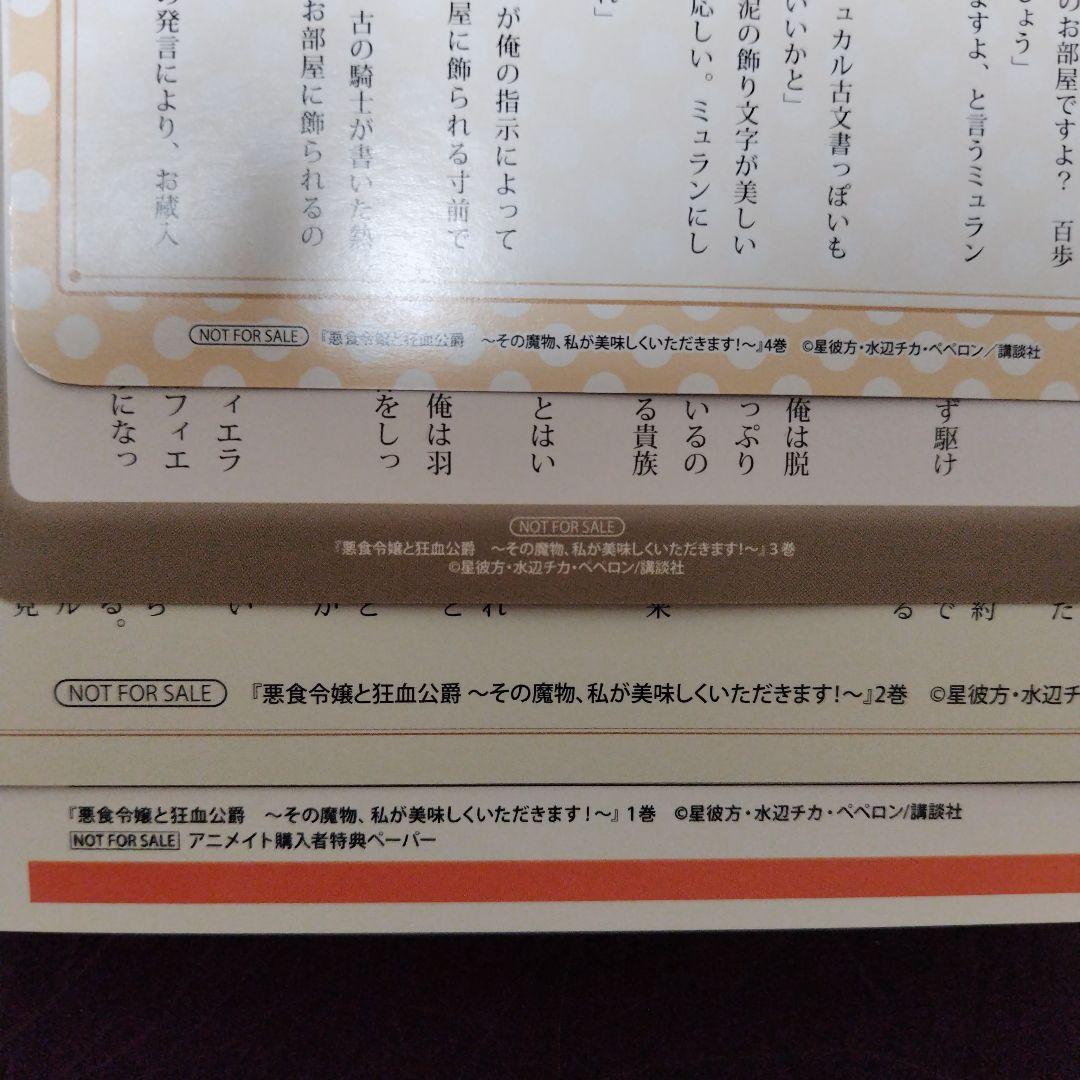 のお部屋ですよ？　百歩
ょう」
ますよ、と言うミュラン
ュカル古文書っぽいも
いいかと」
泥の飾り文字が美しい
応しい。ミュランにし
れ」
が俺の指示によって
屋に飾られる寸前で
古の騎士が書いた熱
お部屋に飾られるの
発言により、お蔵入
NOT FOR SALE 『悪食令嬢と狂血公爵　～その魔物、私が美味しくいただきます！～』4巻　©星彼方・水辺チカ・ペペロン／講談社
ず駆け
俺は脱
っぷり
いるの
る貴族
とはい
俺は羽
をしっ
ィエラ
フィエ
になっ
NOT FOR SALE
『悪食令嬢と狂血公爵　～その魔物、私が美味しくいただきます！～』3巻
©星彼方・水辺チカ・ペペロン/講談社
た
約
で
る
い
る。
ル
NOT FOR SALE 『悪食令嬢と狂血公爵 ～その魔物、私が美味しくいただきます！～』2巻　©星彼方・水辺チ
『悪食令嬢と狂血公爵　～その魔物、私が美味しくいただきます！～』1巻　©星彼方・水辺チカ・ペペロン/講談社
NOT FOR SALE アニメイト購入者特典ペーパー